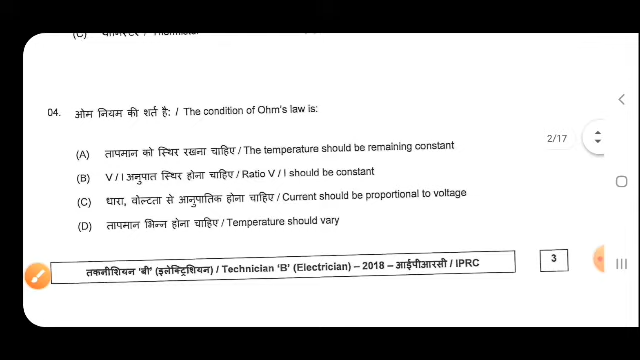 04. ओम नियम की शर्त है: / The condition of Ohm's law is:
(A) तापमान को स्थिर रखना चाहिए / The temperature should be remaining constant
2/17
(B) V / I अनुपात स्थिर होना चाहिए / Ratio V / I should be constant
(C) धारा, वोल्टता से आनुपातिक होना चाहिए / Current should be proportional to voltage
(D) तापमान भिन्न होना चाहिए / Temperature should vary
तकनीशियन 'बी' (इलेक्ट्रिशियन) / Technician 'B' (Electrician) – 2018 – आईपीआरसी / IPRC
3